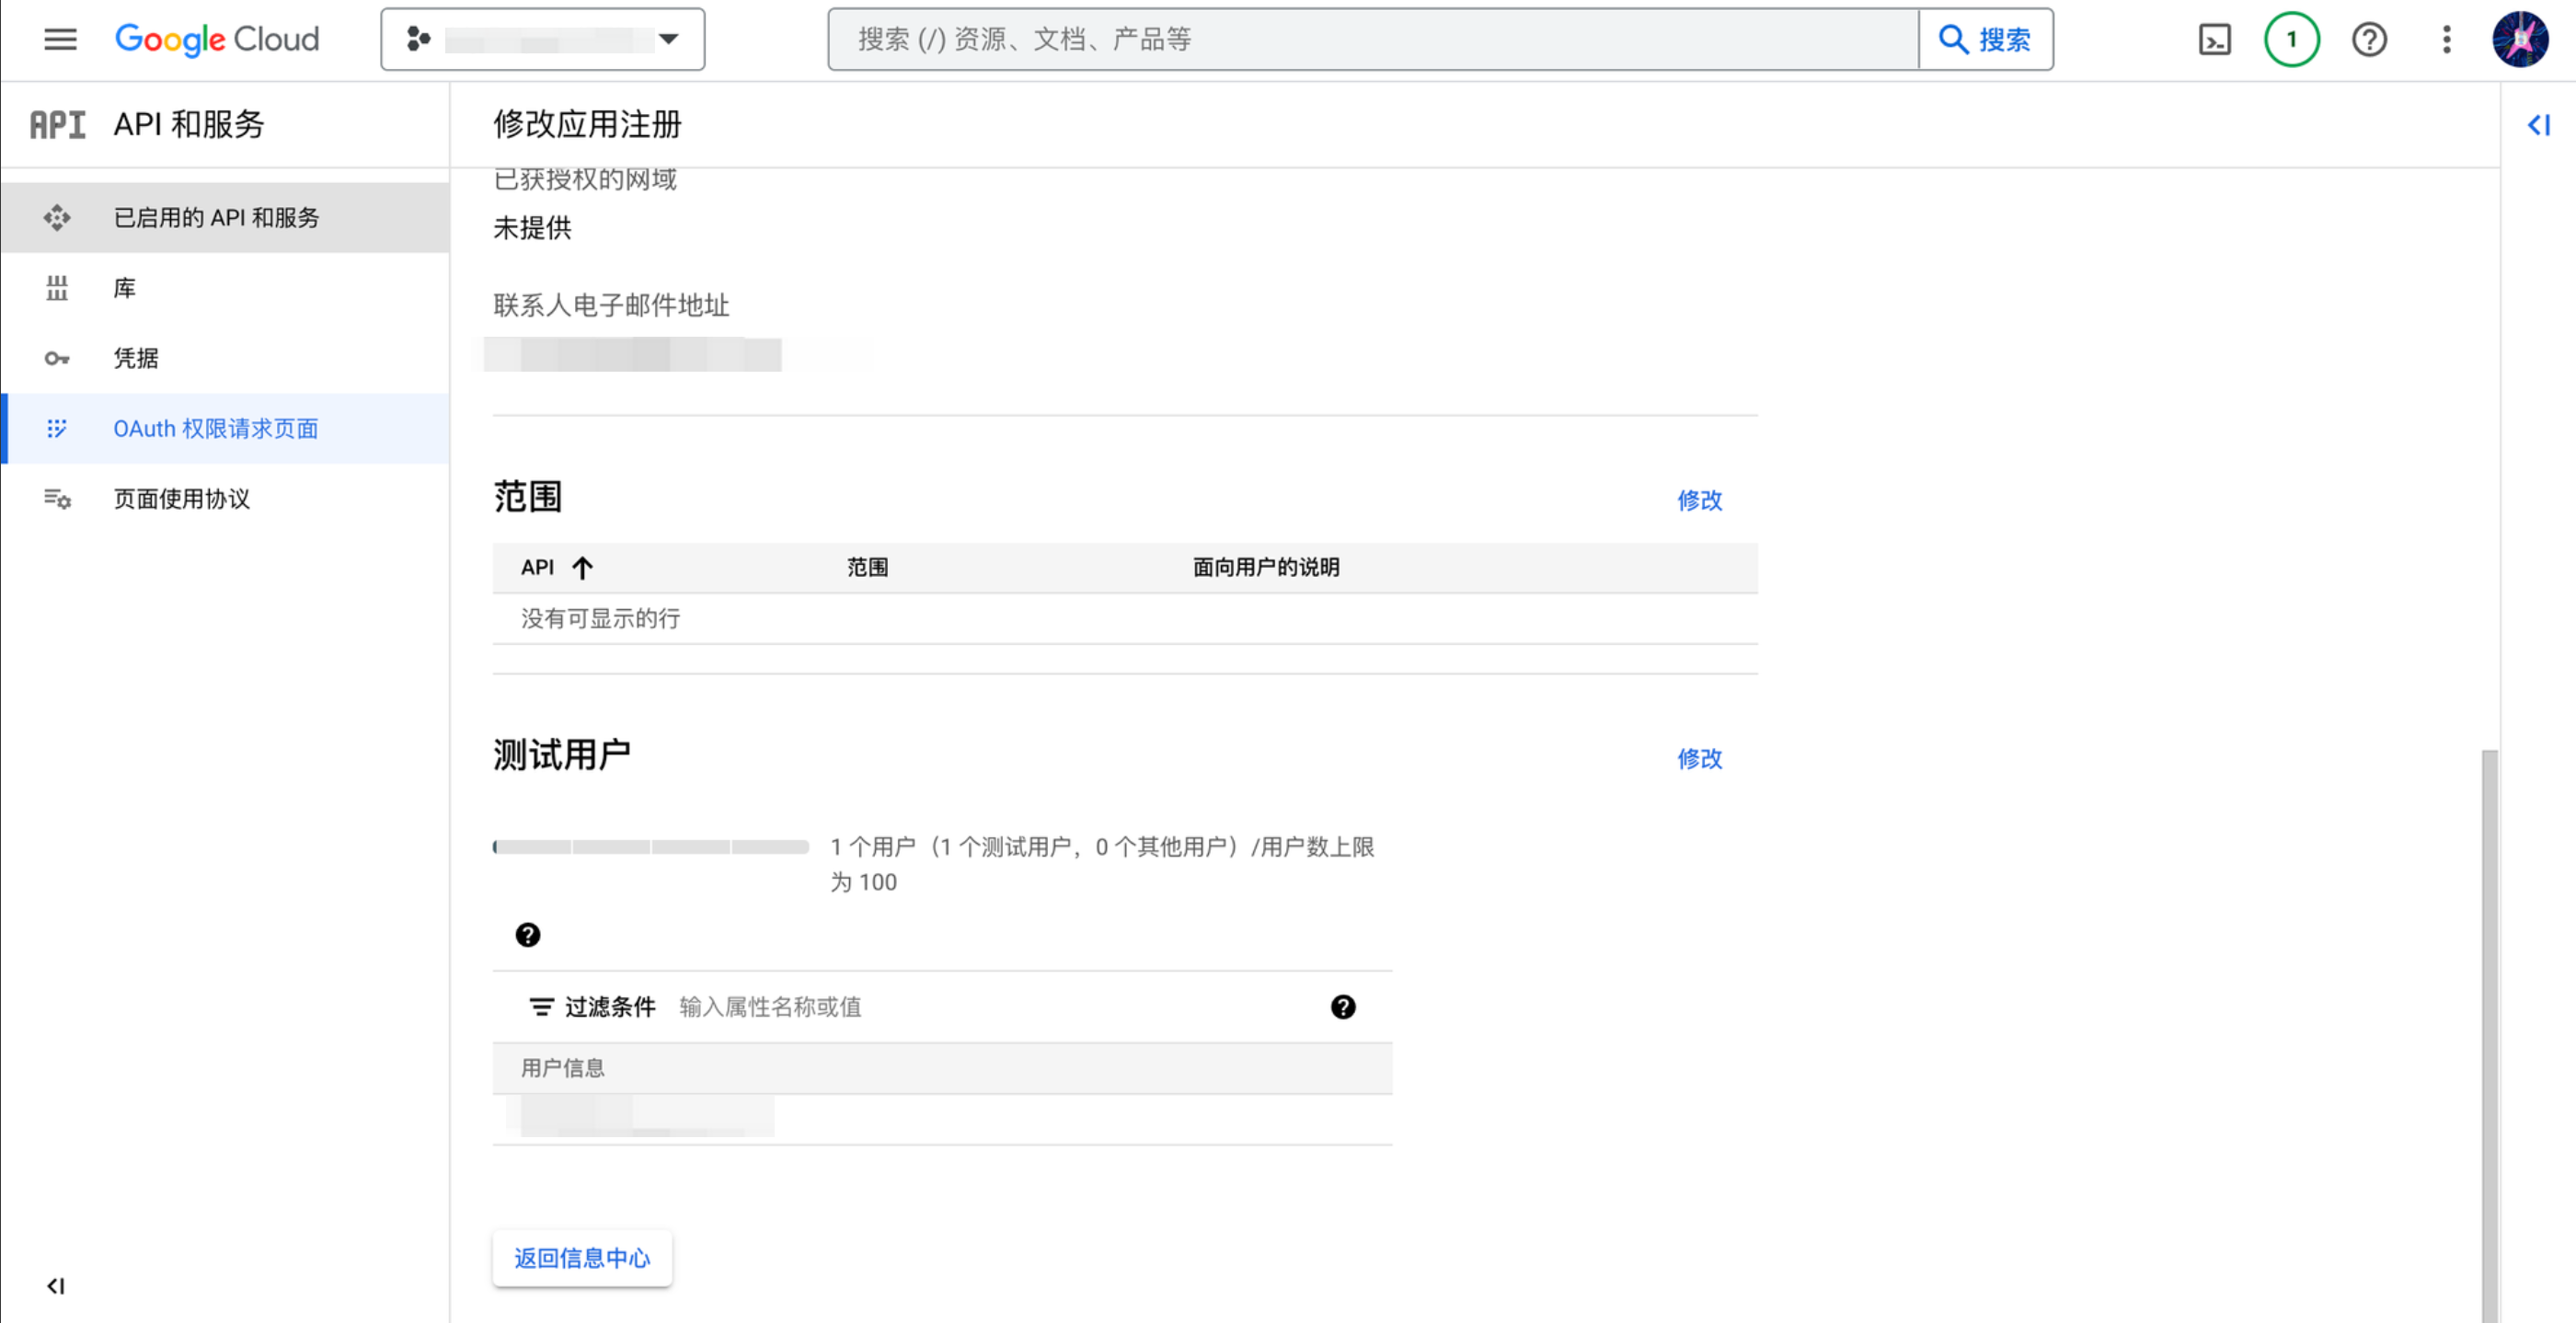 Google Cloud
搜索 (/) 资源、文档、产品等
搜索
1
API
API 和服务
修改应用注册
已启用的 API 和服务
库
凭据
OAuth 权限请求页面
页面使用协议
已获授权的网域
未提供
联系人电子邮件地址
范围
修改
API 范围 面向用户的说明
没有可显示的行
测试用户
修改
1 个用户（1 个测试用户，0 个其他用户）/用户数上限
为 100
过滤条件 输入属性名称或值
用户信息
返回信息中心